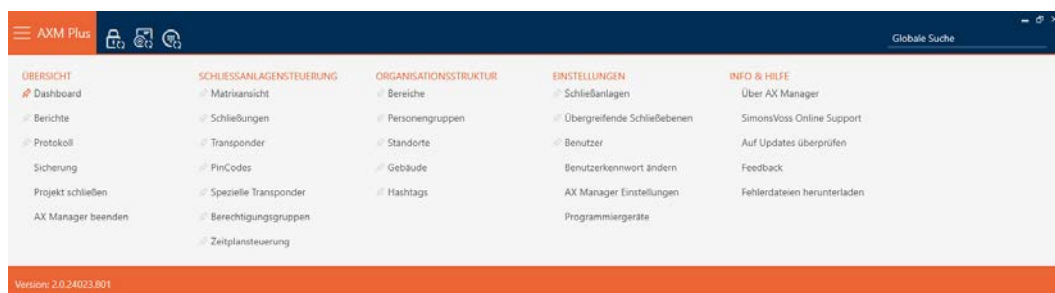 AXM Plus
Globale Suche
ÜBERSICHT
Dashboard
Berichte
Protokoll
Sicherung
Projekt schließen
AX Manager beenden
SCHLIESSANLAGENSTEUERUNG
Matrixansicht
Schließungen
Transponder
PinCodes
Spezielle Transponder
Berechtigungsgruppen
Zeitplansteuerung
ORGANISATIONSSTRUKTUR
Bereiche
Personengruppen
Standorte
Gebäude
Hashtags
EINSTELLUNGEN
Schließanlagen
Übergreifende Schließebenen
Benutzer
Benutzerkennwort ändern
AX Manager Einstellungen
Programmiergeräte
INFO & HILFE
Über AX Manager
SimonsVoss Online Support
Auf Updates überprüfen
Feedback
Fehlerdateien herunterladen
Version: 2.0.24023.801